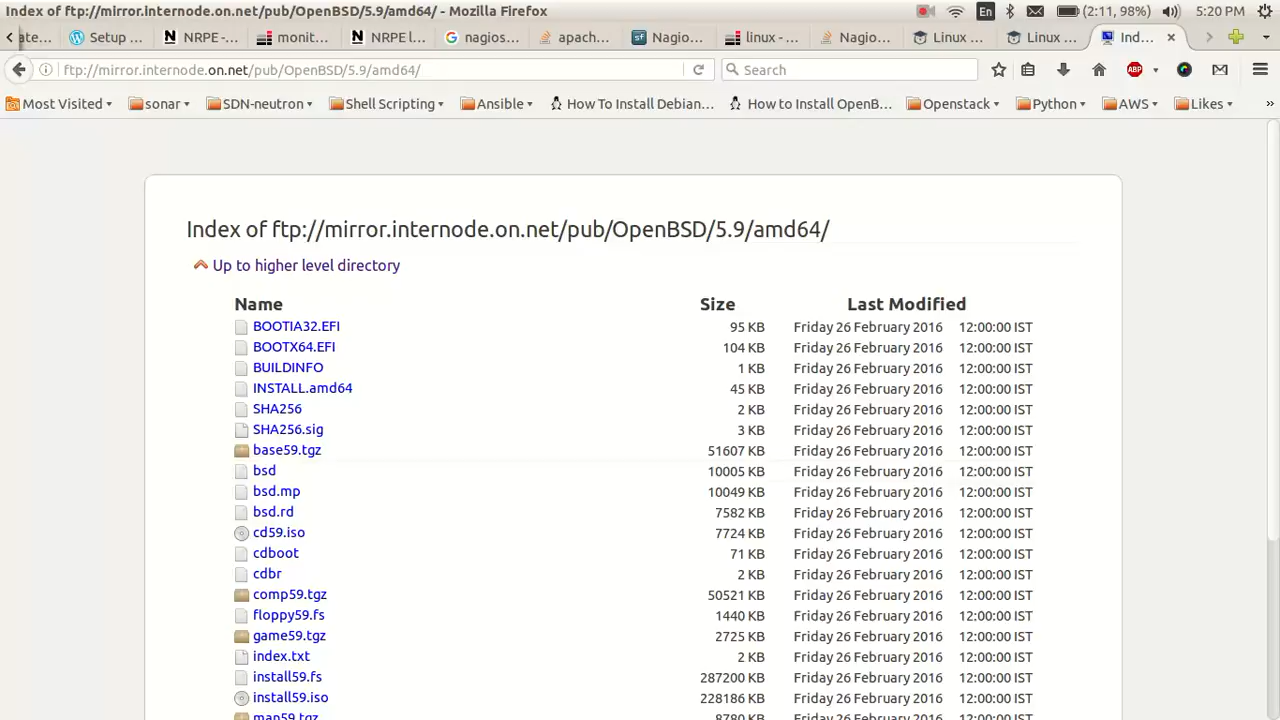 Index of ftp://mirror.internode.on.net/pub/OpenBSD/5.9/amd64/ - Mozilla Firefox En (2:11, 98%) 5:20 PM
ate... Setup ... NRPE -... monit... NRPE l... nagios... apach... Nagio... linux - ... Nagio... Linux ... Linux ... Ind... ×
ftp://mirror.internode.on.net/pub/OpenBSD/5.9/amd64/ Search ABP
Most Visited sonar SDN-neutron Shell Scripting Ansible How To Install Debian... How to Install OpenB... Openstack Python AWS Likes »
Index of ftp://mirror.internode.on.net/pub/OpenBSD/5.9/amd64/
Up to higher level directory
Name Size Last Modified
BOOTIA32.EFI 95 KB Friday 26 February 2016 12:00:00 IST
BOOTX64.EFI 104 KB Friday 26 February 2016 12:00:00 IST
BUILDINFO 1 KB Friday 26 February 2016 12:00:00 IST
INSTALL.amd64 45 KB Friday 26 February 2016 12:00:00 IST
SHA256 2 KB Friday 26 February 2016 12:00:00 IST
SHA256.sig 3 KB Friday 26 February 2016 12:00:00 IST
base59.tgz 51607 KB Friday 26 February 2016 12:00:00 IST
bsd 10005 KB Friday 26 February 2016 12:00:00 IST
bsd.mp 10049 KB Friday 26 February 2016 12:00:00 IST
bsd.rd 7582 KB Friday 26 February 2016 12:00:00 IST
cd59.iso 7724 KB Friday 26 February 2016 12:00:00 IST
cdboot 71 KB Friday 26 February 2016 12:00:00 IST
cdbr 2 KB Friday 26 February 2016 12:00:00 IST
comp59.tgz 50521 KB Friday 26 February 2016 12:00:00 IST
floppy59.fs 1440 KB Friday 26 February 2016 12:00:00 IST
game59.tgz 2725 KB Friday 26 February 2016 12:00:00 IST
index.txt 2 KB Friday 26 February 2016 12:00:00 IST
install59.fs 287200 KB Friday 26 February 2016 12:00:00 IST
install59.iso 228186 KB Friday 26 February 2016 12:00:00 IST
man59.tgz 8780 KB Friday 26 February 2016 12:00:00 IST